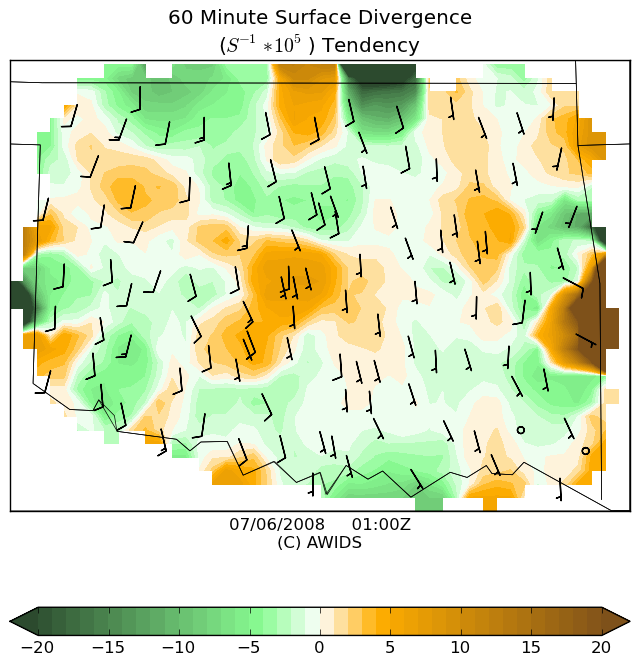 60 Minute Surface Divergence
(S⁻¹ *10⁵ ) Tendency
07/06/2008 01:00Z
(C) AWIDS
−20 −15 −10 −5 0 5 10 15 20